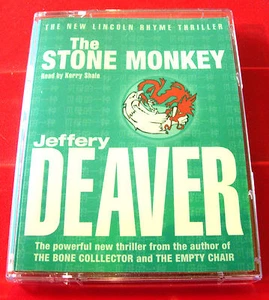 THE NEW LINCOLN RHYME THRILLER
The
STONE MONKEY
Read by Kerry Shale
Jeffery
DEAVER
The powerful new thriller from the author of
THE BONE COLLLECTOR and THE EMPTY CHAIR